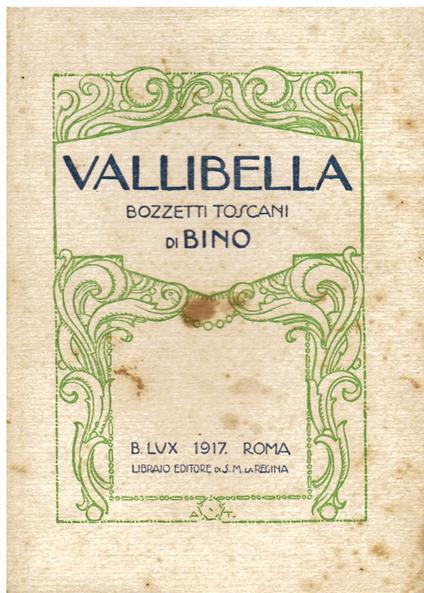 VALLIBELLA
BOZZETTI TOSCANI
DI BINO
B. LUX 1917. ROMA
LIBRAIO EDITORE DI S. M. LA REGINA
A T.